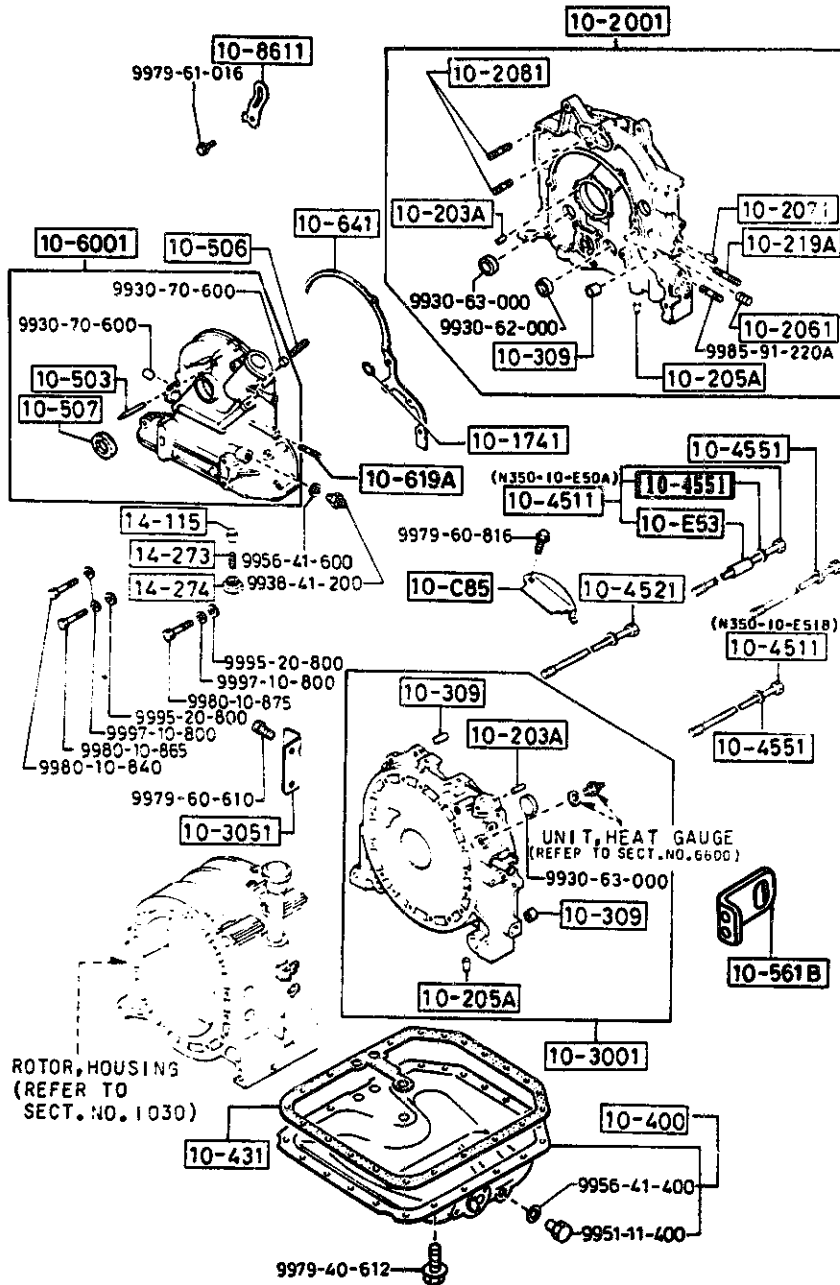 10-2001
10-8611
9979-61-016
10-2081
10-203A
10-2071
10-219A
10-641
10-6001
10-506
9930-70-600
9930-63-000
9930-62-000
10-2061
9985-91-220A
9930-70-600
10-309
10-205A
10-503
10-507
10-1741
10-4551
10-619A
(N350-10-E50A)
10-4551
10-4511
10-E53
14-115
9979-60-816
14-273
9956-41-600
14-274
9938-41-200
10-C85
10-4521
(N350-10-E51B)
10-4511
9995-20-800
9997-10-800
9980-10-875
9995-20-800
9997-10-800
9980-10-865
9980-10-840
10-309
10-203A
10-4551
9979-60-610
10-3051
UNIT,HEAT GAUGE
(REFER TO SECT.NO.6600)
9930-63-000
10-309
10-561B
10-205A
10-3001
ROTOR,HOUSING
(REFER TO
SECT.NO.1030)
10-400
10-431
9956-41-400
9951-11-400
9979-40-612